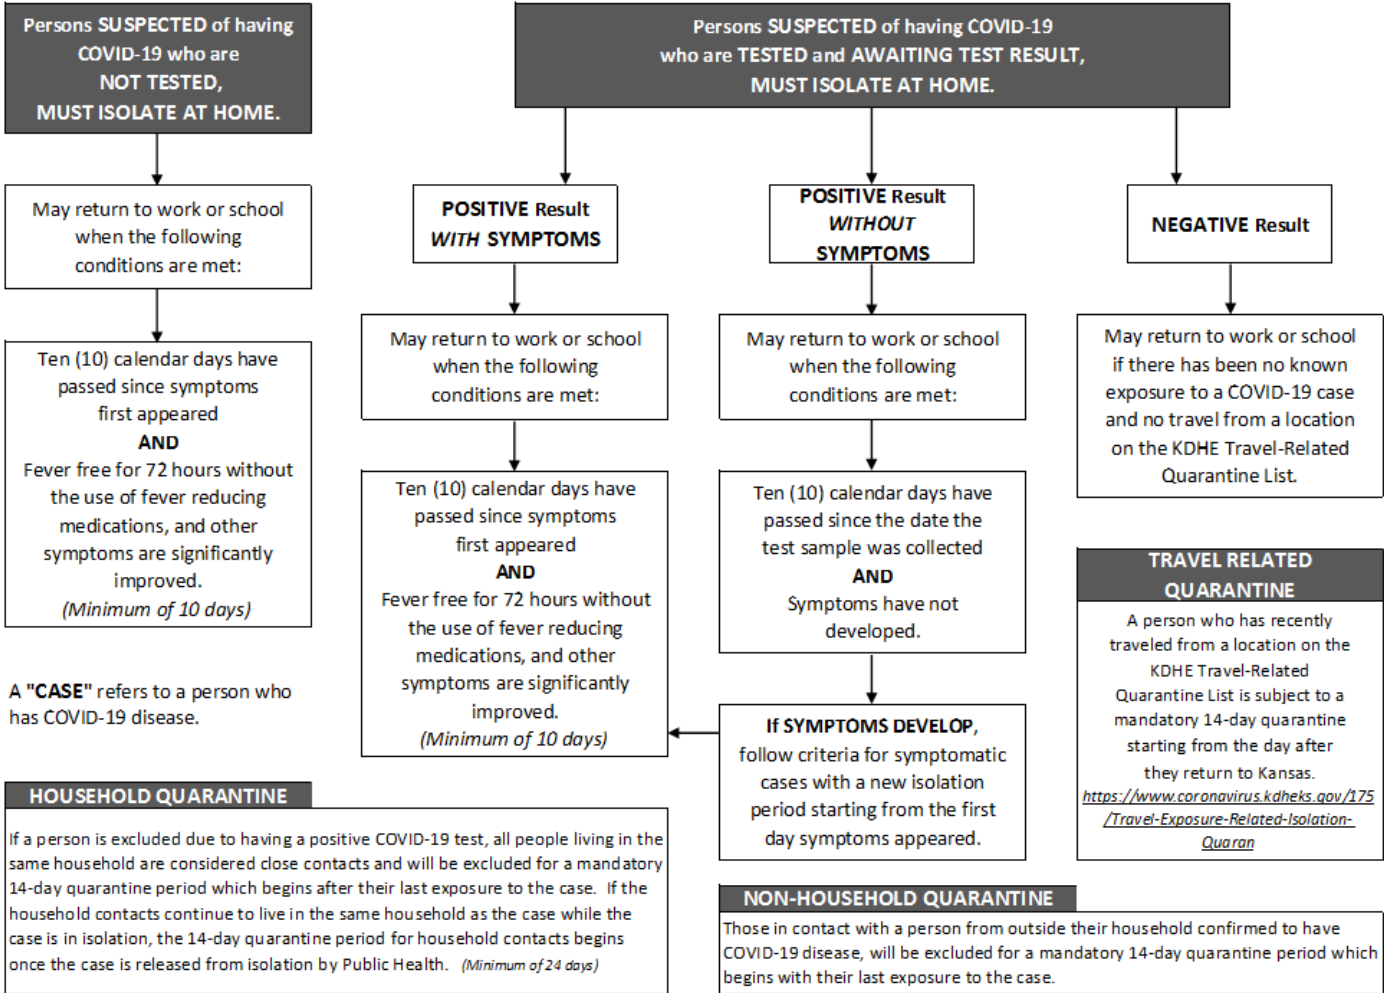 Persons SUSPECTED of having
COVID-19 who are
NOT TESTED,
MUST ISOLATE AT HOME.
May return to work or school
when the following
conditions are met:
Ten (10) calendar days have
passed since symptoms
first appeared
AND
Fever free for 72 hours without
the use of fever reducing
medications, and other
symptoms are significantly
improved.
(Minimum of 10 days)
A "CASE" refers to a person who
has COVID-19 disease.
Persons SUSPECTED of having COVID-19
who are TESTED and AWAITING TEST RESULT,
MUST ISOLATE AT HOME.
POSITIVE Result
WITH SYMPTOMS
May return to work or school
when the following
conditions are met:
Ten (10) calendar days have
passed since symptoms
first appeared
AND
Fever free for 72 hours without
the use of fever reducing
medications, and other
symptoms are significantly
improved.
(Minimum of 10 days)
POSITIVE Result
WITHOUT
SYMPTOMS
May return to work or school
when the following
conditions are met:
Ten (10) calendar days have
passed since the date the
test sample was collected
AND
Symptoms have not
developed.
If SYMPTOMS DEVELOP,
follow criteria for symptomatic
cases with a new isolation
period starting from the first
day symptoms appeared.
NEGATIVE Result
May return to work or school
if there has been no known
exposure to a COVID-19 case
and no travel from a location
on the KDHE Travel-Related
Quarantine List.
TRAVEL RELATED
QUARANTINE
A person who has recently
traveled from a location on the
KDHE Travel-Related
Quarantine List is subject to a
mandatory 14-day quarantine
starting from the day after
they return to Kansas.
https://www.coronavirus.kdheks.gov/175
/Travel-Exposure-Related-Isolation-
Quaran
HOUSEHOLD QUARANTINE
If a person is excluded due to having a positive COVID-19 test, all people living in the
same household are considered close contacts and will be excluded for a mandatory
14-day quarantine period which begins after their last exposure to the case. If the
household contacts continue to live in the same household as the case while the
case is in isolation, the 14-day quarantine period for household contacts begins
once the case is released from isolation by Public Health. (Minimum of 24 days)
NON-HOUSEHOLD QUARANTINE
Those in contact with a person from outside their household confirmed to have
COVID-19 disease, will be excluded for a mandatory 14-day quarantine period which
begins with their last exposure to the case.